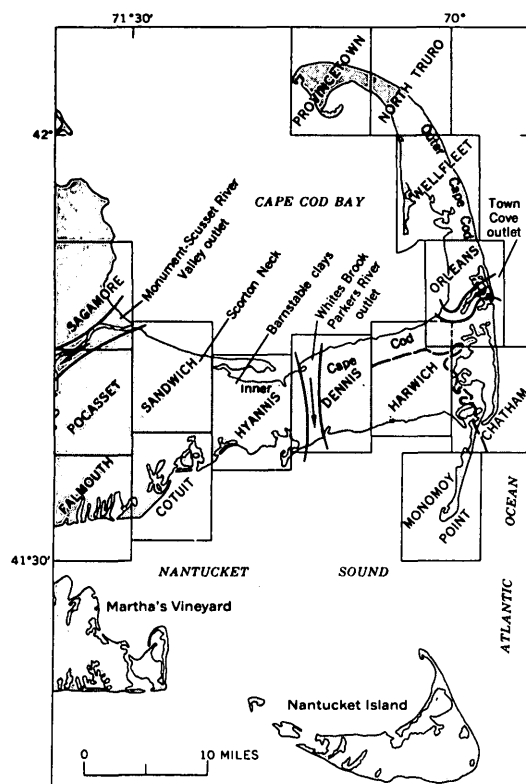 71°30'
70°
PROVINCETOWN
NORTH TRURO
42°
WELLFLEET
Outer
Cape
Cod
CAPE COD BAY
Town
Cove
outlet
Monument-Scusset River
Valley outlet
Scorton Neck
Barnstable clays
Whites Brook
Parkers River
outlet
ORLEANS
SAGAMORE
SANDWICH
Inner
Cape
Cod
POCASSET
HYANNIS
DENNIS
HARWICH
CHATHAM
FALMOUTH
COTUIT
MONOMOY
POINT
41°30'
NANTUCKET
SOUND
ATLANTIC
OCEAN
Martha's Vineyard
Nantucket Island
0
10 MILES